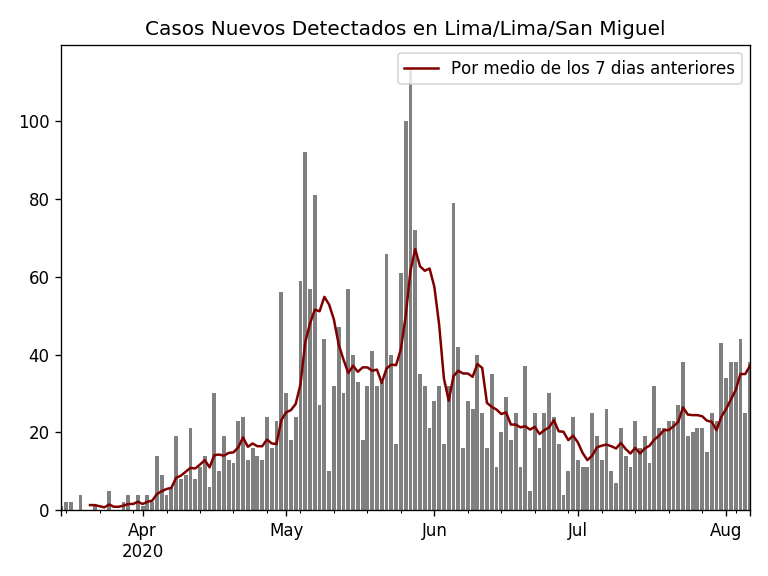 Casos Nuevos Detectados en Lima/Lima/San Miguel
Por medio de los 7 dias anteriores
100
80
60
40
20
0
Apr
2020
May
Jun
Jul
Aug